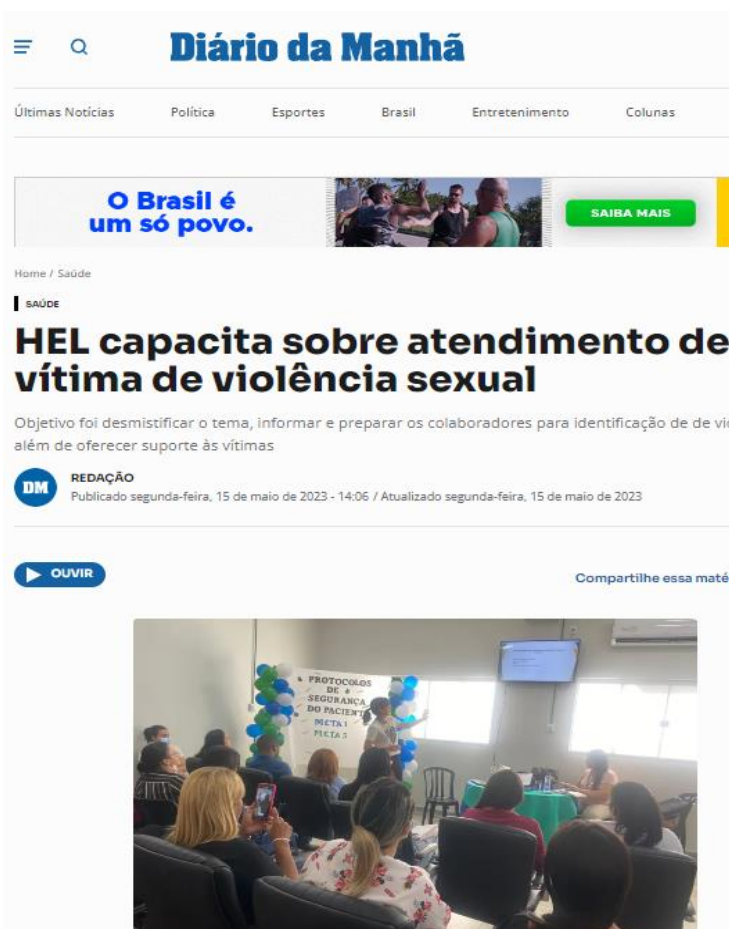 Diário da Manhã
Últimas Notícias Política Esportes Brasil Entretenimento Colunas
O Brasil é
um só povo.
SAIBA MAIS
Home / Saúde
SAÚDE
HEL capacita sobre atendimento de
vítima de violência sexual
Objetivo foi desmistificar o tema, informar e preparar os colaboradores para identificação de de vi
além de oferecer suporte às vítimas
DM
REDAÇÃO
Publicado segunda-feira, 15 de maio de 2023 - 14:06 / Atualizado segunda-feira, 15 de maio de 2023
OUVIR
Compartilhe essa maté
PROTOCOLOS
DE
SEGURANÇA
DO PACIENT
META 1
META 5